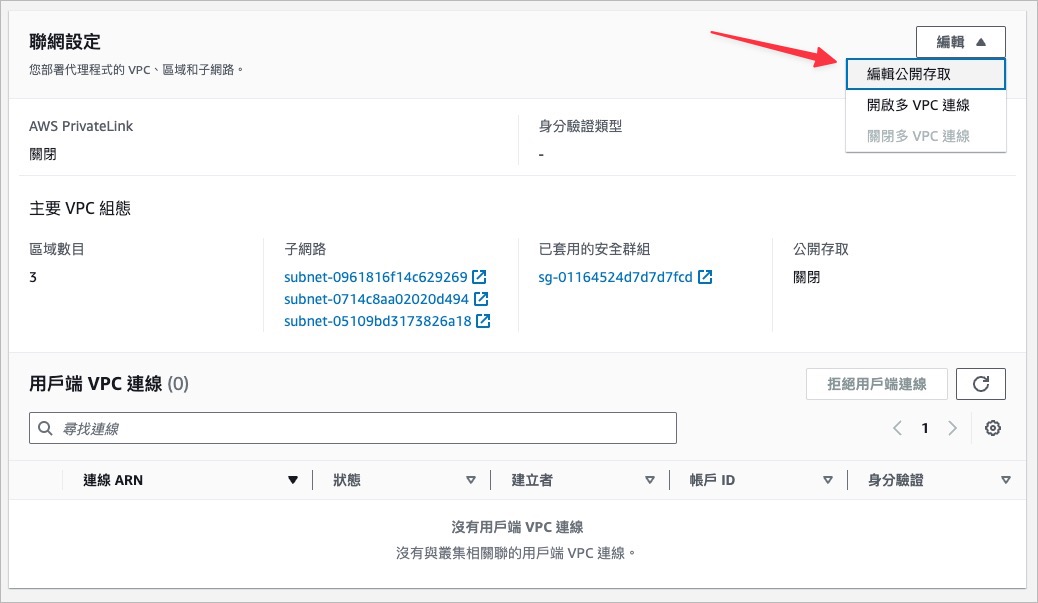 聯網設定
您部署代理程式的 VPC、區域和子網路。
編輯
編輯公開存取
開啟多 VPC 連線
關閉多 VPC 連線
AWS PrivateLink
關閉
身分驗證類型
-
主要 VPC 組態
區域數目
3
子網路
subnet-0961816f14c629269
subnet-0714c8aa02020d494
subnet-05109bd3173826a18
已套用的安全群組
sg-01164524d7d7d7fcd
公開存取
關閉
用戶端 VPC 連線 (0)
拒絕用戶端連線
尋找連線
1
連線 ARN
狀態
建立者
帳戶 ID
身分驗證
沒有用戶端 VPC 連線
沒有與叢集相關聯的用戶端 VPC 連線。